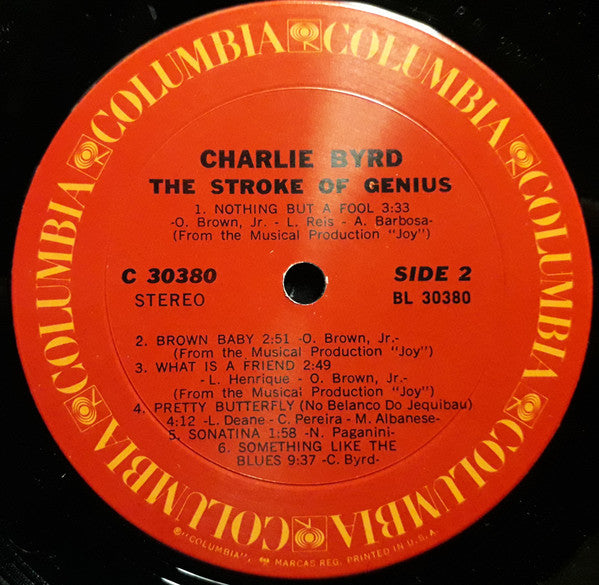 COLUMBIA COLUMBIA COLUMBIA COLUMBIA COLUMBIA COLUMBIA COLUMBIA COLUMBIA
CHARLIE BYRD
THE STROKE OF GENIUS
1. NOTHING BUT A FOOL 3:33
-O. Brown, Jr. - L. Reis - A. Barbosa-
(From the Musical Production "Joy")
C 30380
STEREO
SIDE 2
BL 30380
2. BROWN BABY 2:51 -O. Brown, Jr.-
(From the Musical Production "Joy")
3. WHAT IS A FRIEND 2:49
-L. Henrique - O. Brown, Jr.-
(From the Musical Production "Joy")
4. PRETTY BUTTERFLY (No Belanco Do Jequibau)
4:12 -L. Deane - C. Pereira - M. Albanese-
5. SONATINA 1:58 -N. Paganini-
6. SOMETHING LIKE THE
BLUES 9:37 -C. Byrd-
®"COLUMBIA", MARCAS REG. PRINTED IN U.S.A.